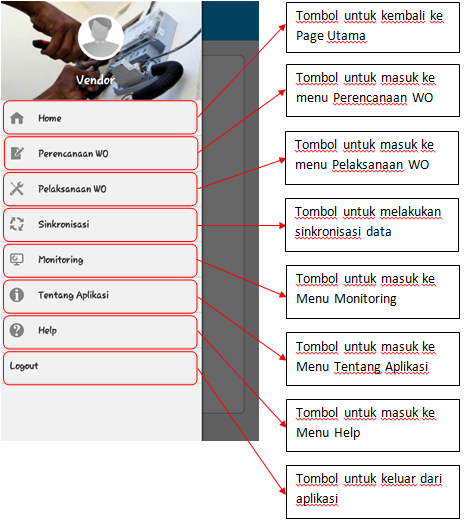 Vendor
Home
Perencanaan WO
Pelaksanaan WO
Sinkronisasi
Monitoring
Tentang Aplikasi
Help
Logout
Tombol untuk kembali ke
Page Utama
Tombol untuk masuk ke
menu Perencanaan WO
Tombol untuk masuk ke
menu Pelaksanaan WO
Tombol untuk melakukan
sinkronisasi data
Tombol untuk masuk ke
Menu Monitoring
Tombol untuk masuk ke
Menu Tentang Aplikasi
Tombol untuk masuk ke
Menu Help
Tombol untuk keluar dari
aplikasi